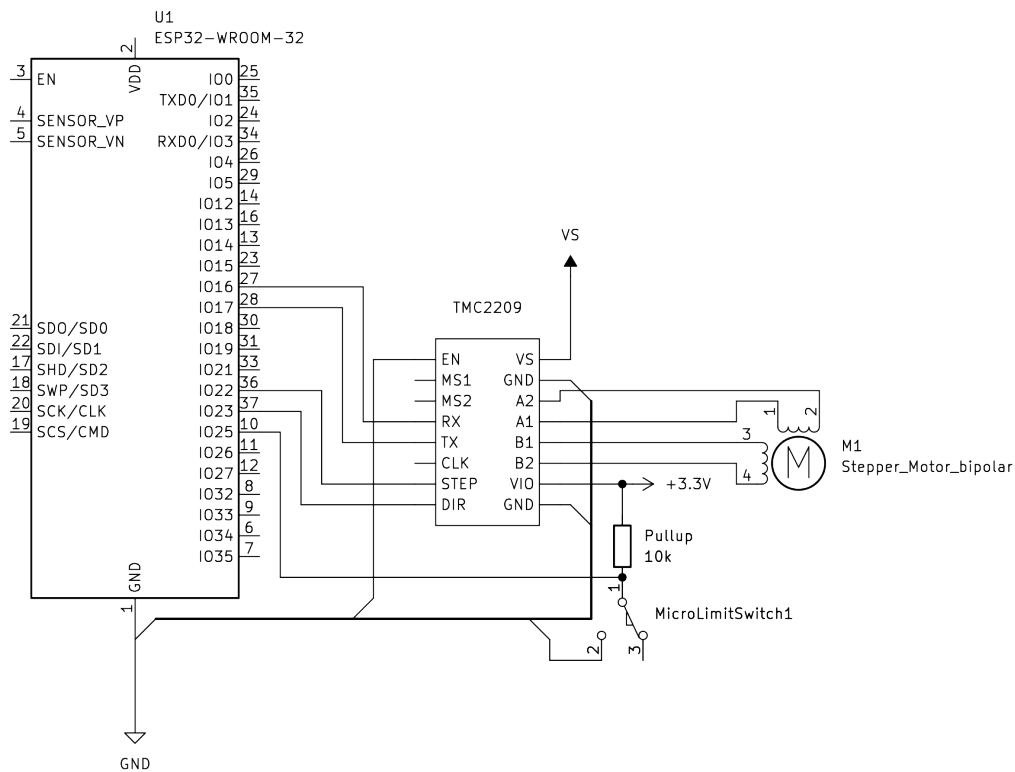 U1
ESP32-WROOM-32
2
VDD
3 EN
IO0 25
TXD0/IO1 35
4 SENSOR_VP
IO2 24
5 SENSOR_VN
RXD0/IO3 34
IO4 26
IO5 29
IO12 14
IO13 16
IO14 13
IO15 23
IO16 27
IO17 28
21 SDO/SD0
IO18 30
22 SDI/SD1
IO19 31
17 SHD/SD2
IO21 33
18 SWP/SD3
IO22 36
20 SCK/CLK
IO23 37
19 SCS/CMD
IO25 10
IO26 11
IO27 12
IO32 8
IO33 9
IO34 6
IO35 7
GND
1
GND
VS
TMC2209
EN VS
MS1 GND
MS2 A2
RX A1
TX B1
CLK B2
STEP VIO
DIR GND
1 2
3
4
M
M1
Stepper_Motor_bipolar
+3.3V
Pullup
10k
1
MicroLimitSwitch1
2 3